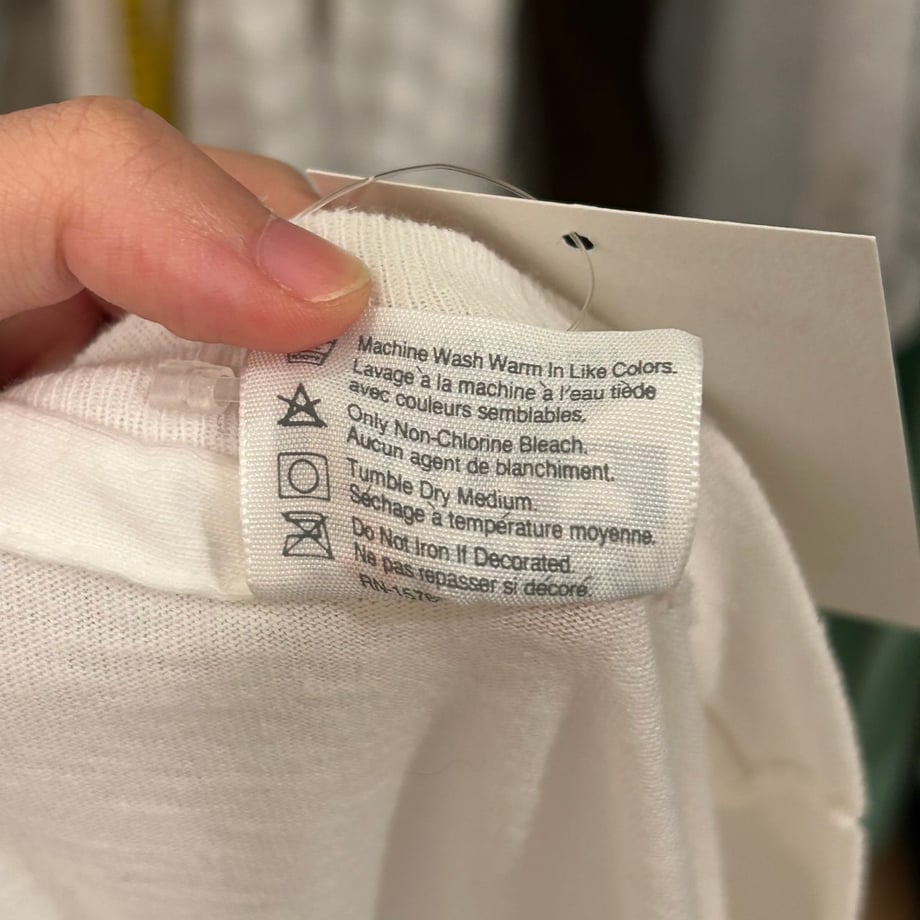 Machine Wash Warm In Like Colors.
Lavage à la machine à l'eau tiède
avec couleurs semblables.
Only Non-Chlorine Bleach.
Aucun agent de blanchiment.
Tumble Dry Medium.
Séchage à température moyenne.
Do Not Iron If Decorated.
Ne pas repasser si décoré.